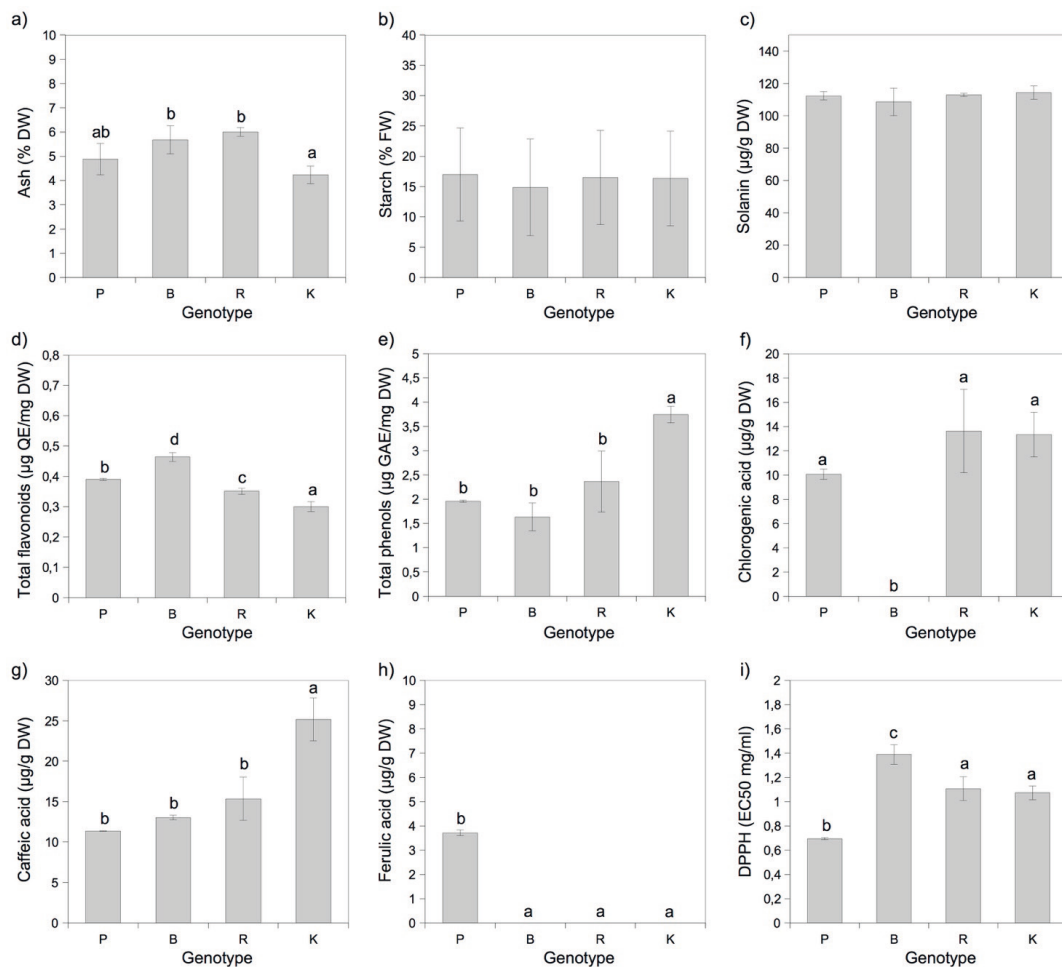 a)
10
9
8
7
6
5
4
3
2
1
0
Ash (% DW)
ab
b
b
a
P B R K
Genotype
b)
40
35
30
25
20
15
10
5
0
Starch (% FW)
P B R K
Genotype
c)
140
120
100
80
60
40
20
0
Solanin (µg/g DW)
P B R K
Genotype
d)
0,8
0,7
0,6
0,5
0,4
0,3
0,2
0,1
0
Total flavonoids (µg QE/mg DW)
b
d
c
a
P B R K
Genotype
e)
5
4,5
4
3,5
3
2,5
2
1,5
1
0,5
0
Total phenols (µg GAE/mg DW)
b
b
b
a
P B R K
Genotype
f)
20
18
16
14
12
10
8
6
4
2
0
Chlorogenic acid (µg/g DW)
a
b
a
a
P B R K
Genotype
g)
30
25
20
15
10
5
0
Caffeic acid (µg/g DW)
b
b
b
a
P B R K
Genotype
h)
10
9
8
7
6
5
4
3
2
1
0
Ferulic acid (µg/g DW)
b
a
a
a
P B R K
Genotype
i)
2
1,8
1,6
1,4
1,2
1
0,8
0,6
0,4
0,2
0
DPPH (EC50 mg/ml)
b
c
a
a
P B R K
Genotype